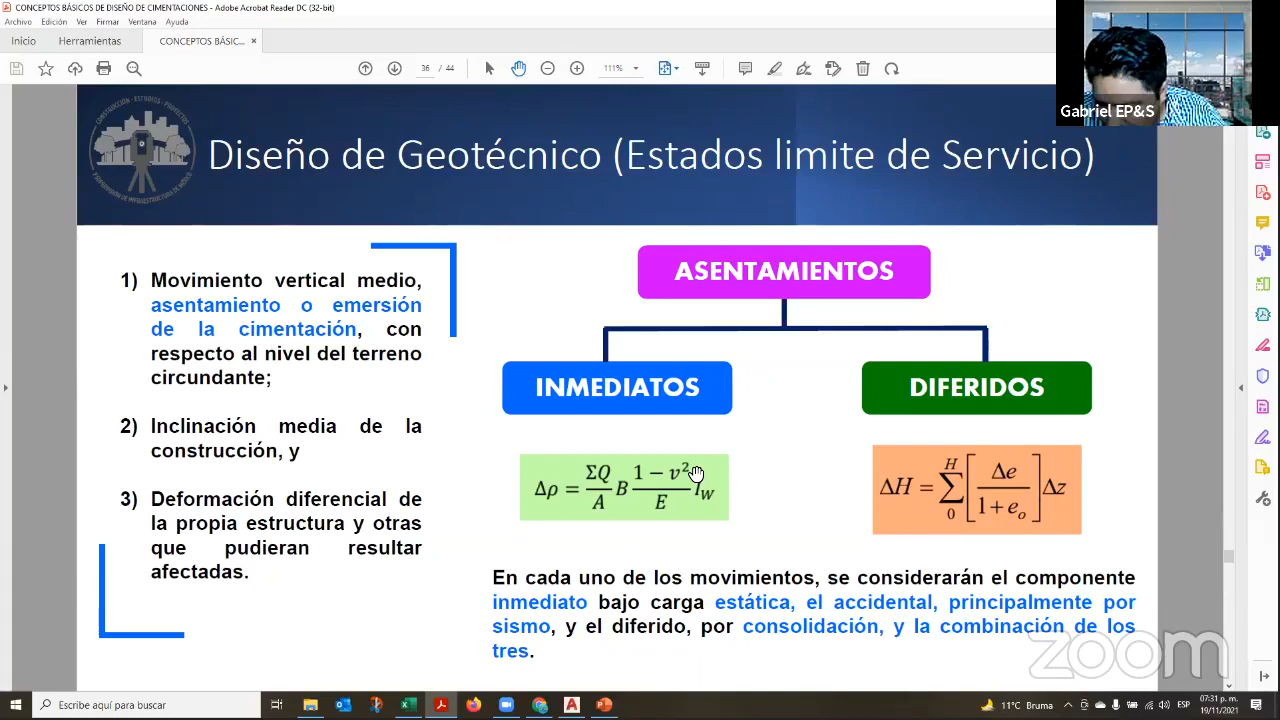 CONCEPTOS BÁSICOS DE DISEÑO DE CIMENTACIONES - Adobe Acrobat Reader DC (32-bit)
Archivo Edición Ver Firmar Ventana Ayuda
Inicio Herramientas CONCEPTOS BÁSIC... ×
36 / 44 111%
Gabriel EP&S
Diseño de Geotécnico (Estados limite de Servicio)
1) Movimiento vertical medio,
asentamiento o emersión
de la cimentación, con
respecto al nivel del terreno
circundante;
2) Inclinación media de la
construcción, y
3) Deformación diferencial de
la propia estructura y otras
que pudieran resultar
afectadas.
ASENTAMIENTOS
INMEDIATOS DIFERIDOS
Δρ = ΣQ/A B 1 − v²/E I_W
ΔH = ∑₀^H [Δe / 1 + e_o] Δz
En cada uno de los movimientos, se considerarán el componente
inmediato bajo carga estática, el accidental, principalmente por
sismo, y el diferido, por consolidación, y la combinación de los
tres.
zoom
Escribe aquí para buscar
11°C Bruma ESP 07:31 p. m.
19/11/2021